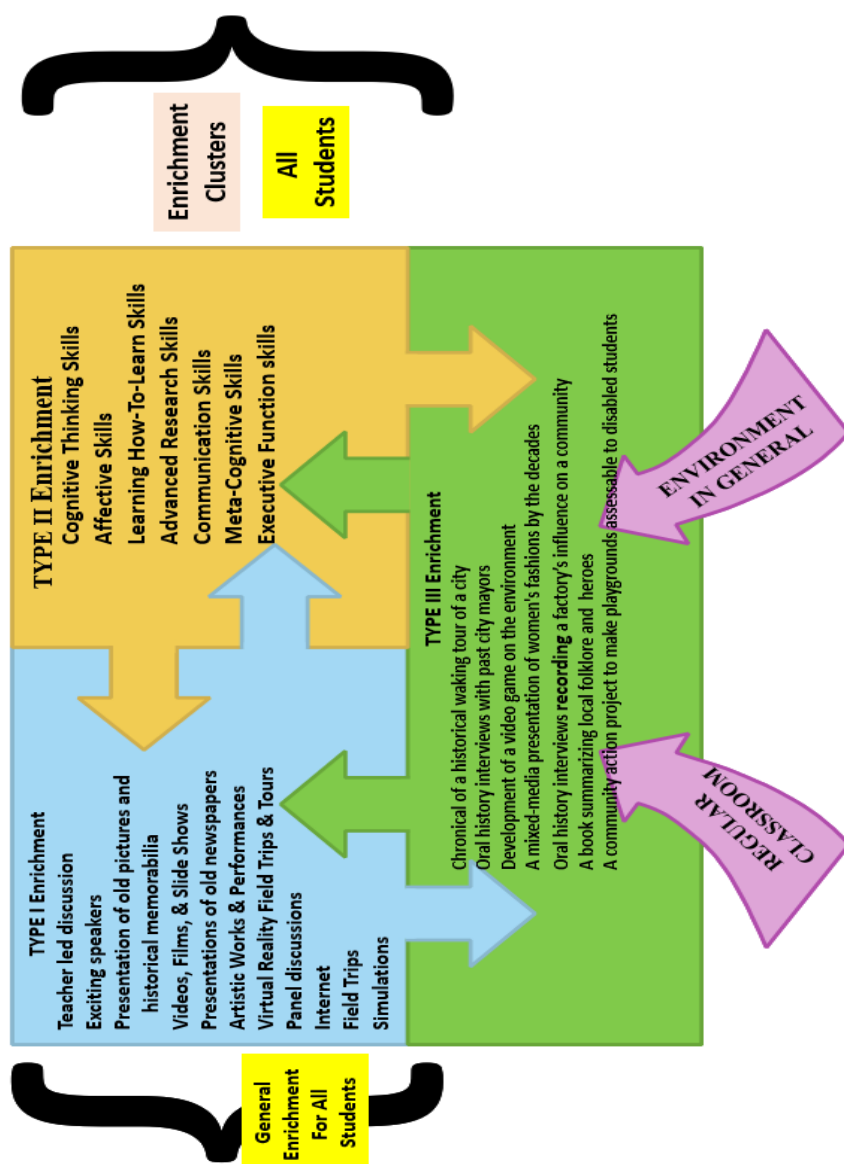 General
Enrichment
For All
Students
TYPE I Enrichment
Teacher led discussion
Exciting speakers
Presentation of old pictures and
historical memorabilia
Videos, Films, & Slide Shows
Presentations of old newspapers
Artistic Works & Performances
Virtual Reality Field Trips & Tours
Panel discussions
Internet
Field Trips
Simulations
TYPE II Enrichment
Cognitive Thinking Skills
Affective Skills
Learning How-To-Learn Skills
Advanced Research Skills
Communication Skills
Meta-Cognitive Skills
Executive Function skills
Enrichment
Clusters
All
Students
TYPE III Enrichment
Chronical of a historical waking tour of a city
Oral history interviews with past city mayors
Development of a video game on the environment
A mixed-media presentation of women's fashions by the decades
Oral history interviews recording a factory's influence on a community
A book summarizing local folklore and heroes
A community action project to make playgrounds assessable to disabled students
REGULAR
CLASSROOM
ENVIRONMENT
IN GENERAL